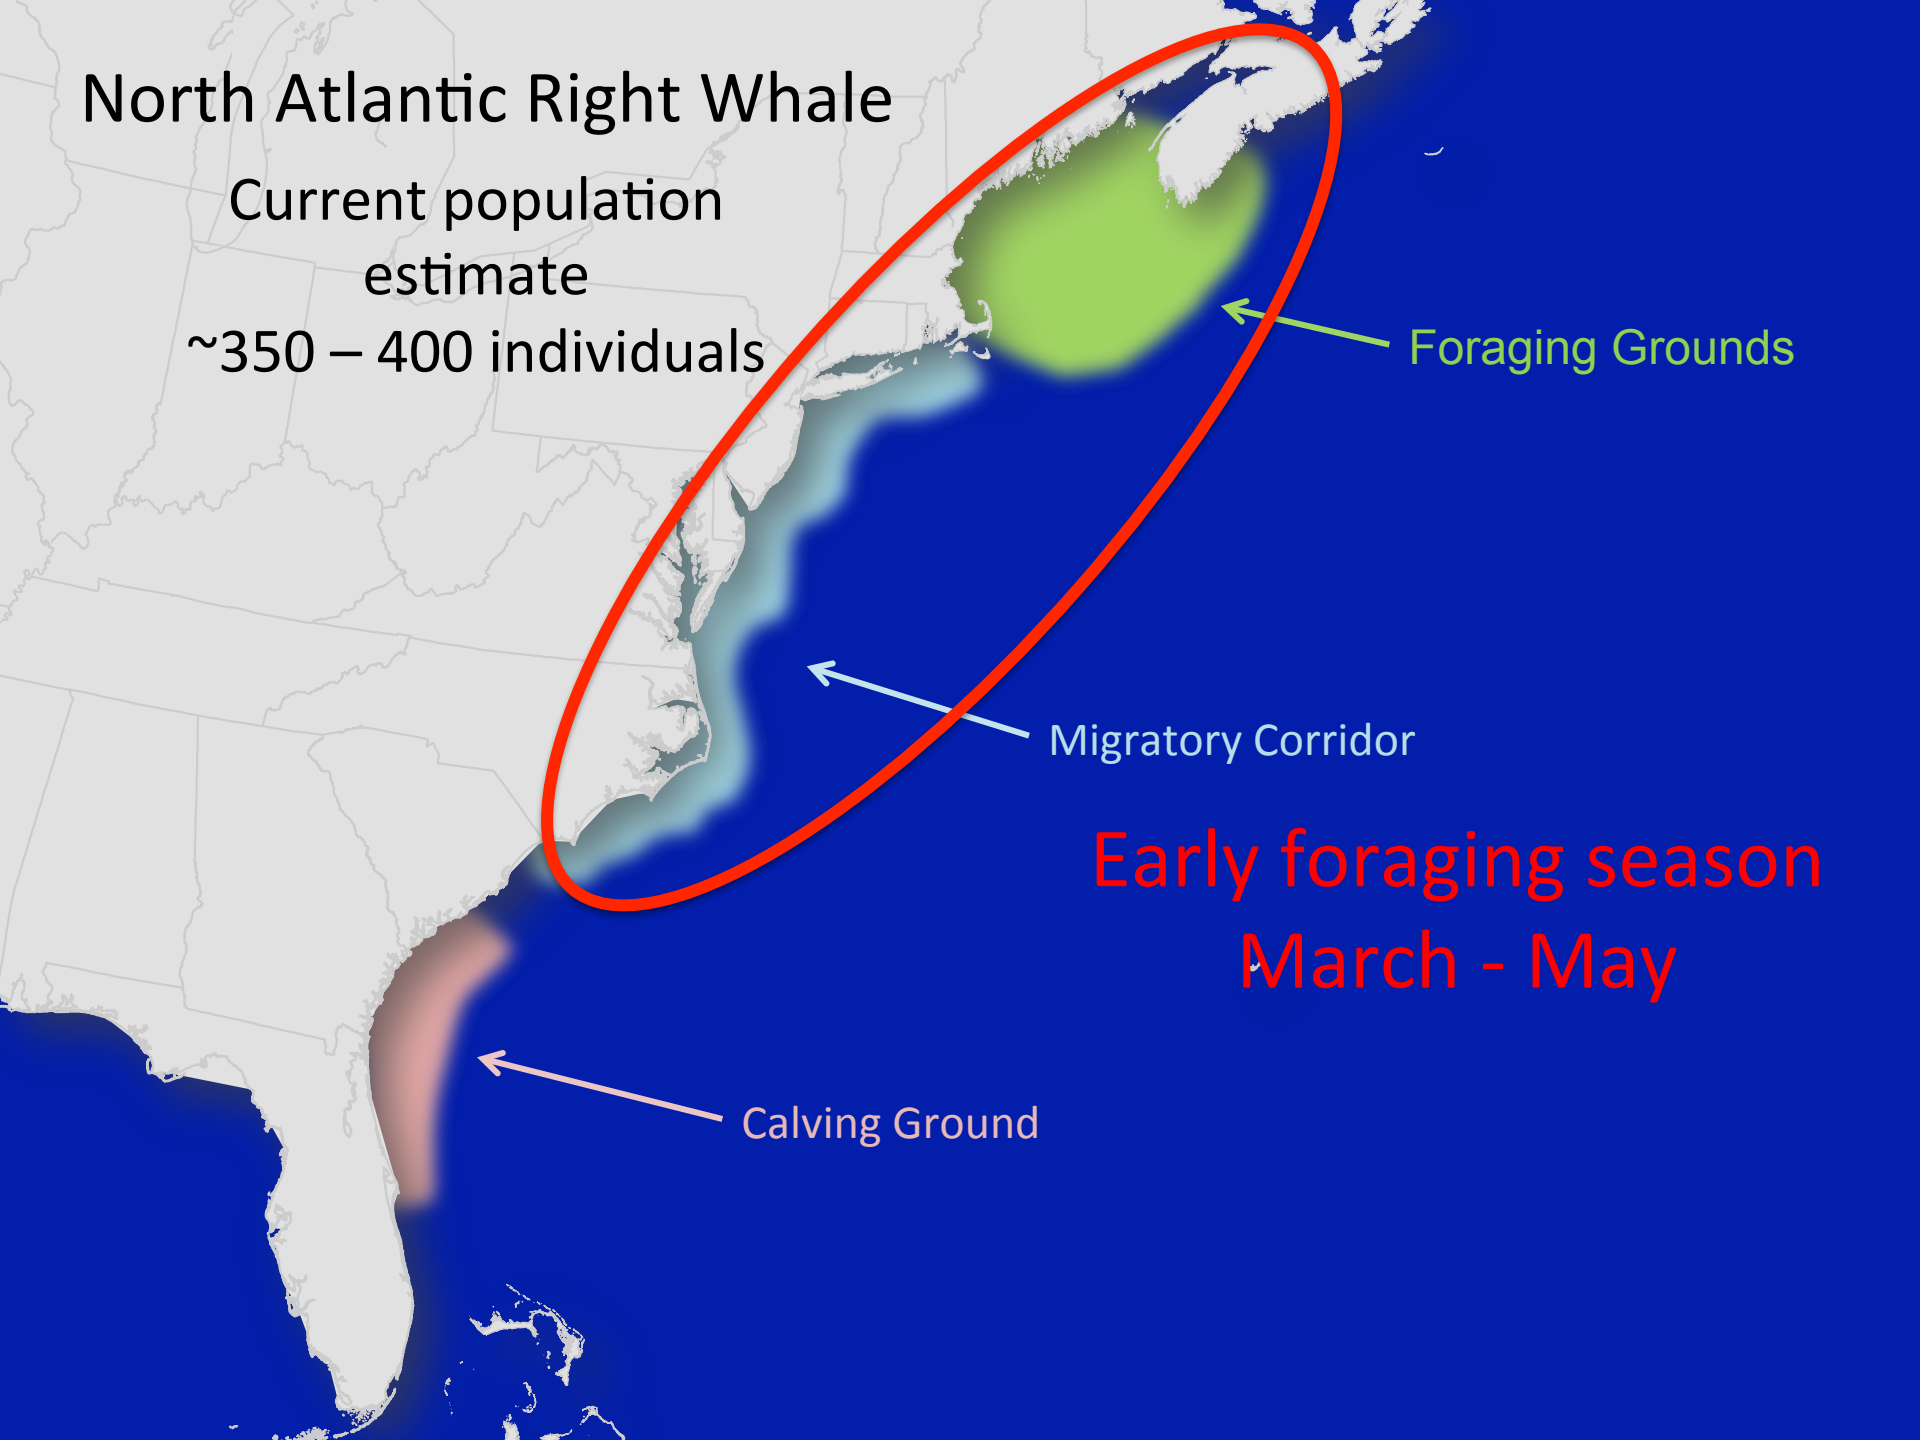 North Atlantic Right Whale
Current population
estimate
~350 – 400 individuals
Foraging Grounds
Migratory Corridor
Early foraging season
March - May
Calving Ground